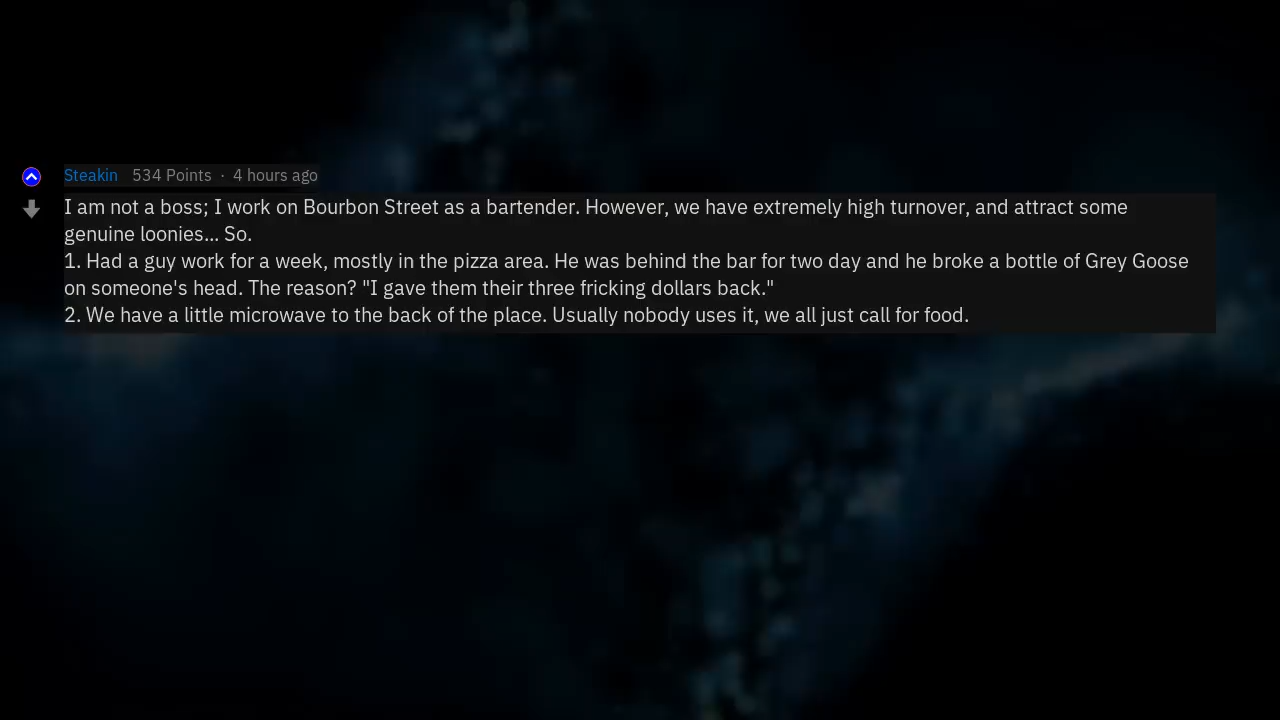 Steakin 534 Points · 4 hours ago
I am not a boss; I work on Bourbon Street as a bartender. However, we have extremely high turnover, and attract some
genuine loonies... So.
1. Had a guy work for a week, mostly in the pizza area. He was behind the bar for two day and he broke a bottle of Grey Goose
on someone's head. The reason? "I gave them their three fricking dollars back."
2. We have a little microwave to the back of the place. Usually nobody uses it, we all just call for food.